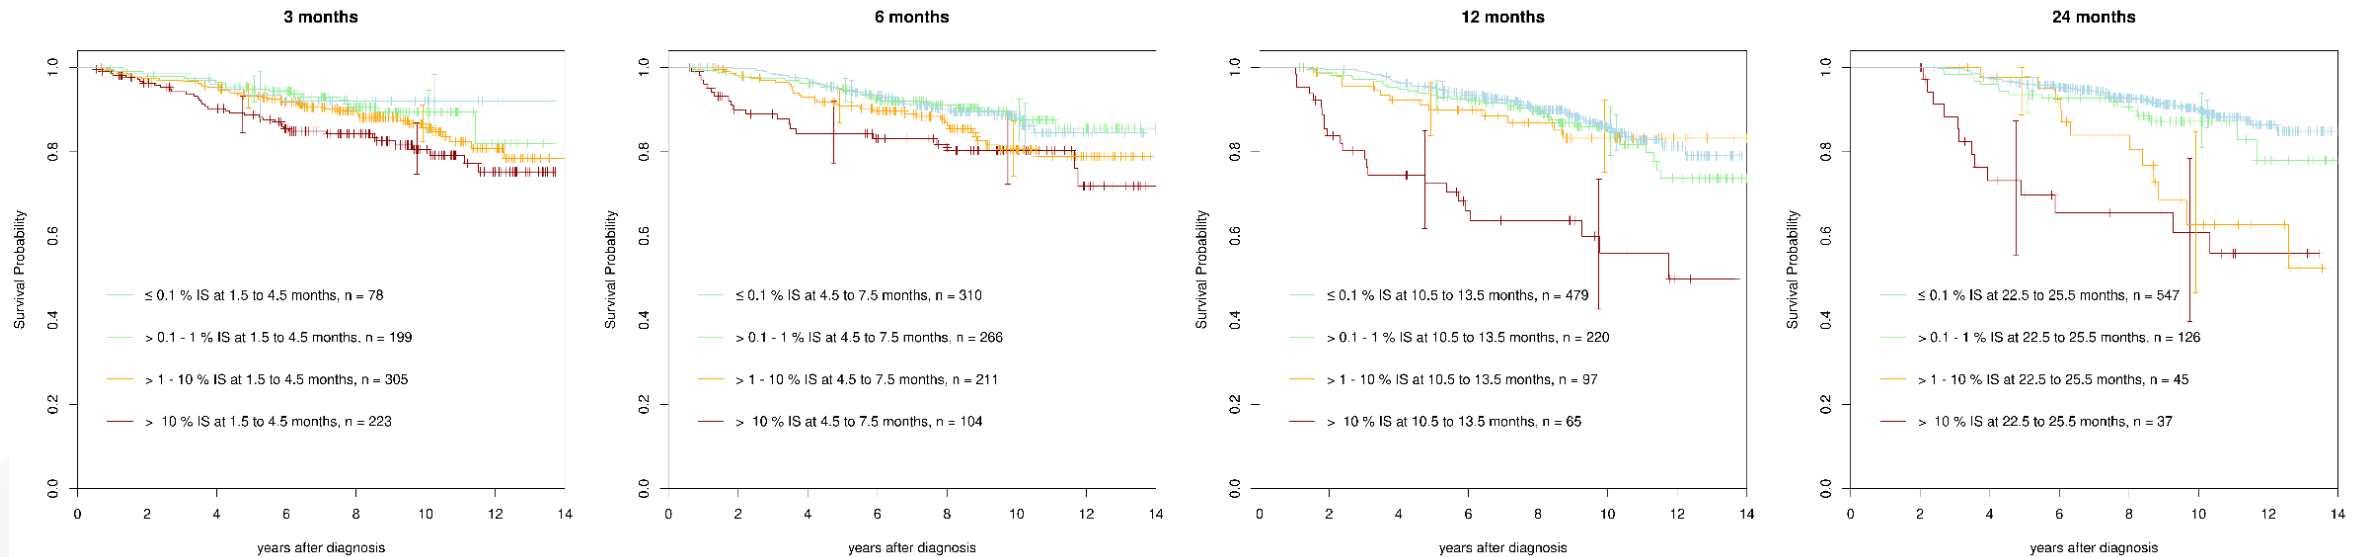 3 months
6 months
12 months
24 months
Survival Probability
1.0
0.8
0.6
0.4
0.2
0.0
≤ 0.1 % IS at 1.5 to 4.5 months, n = 78
> 0.1 - 1 % IS at 1.5 to 4.5 months, n = 199
> 1 - 10 % IS at 1.5 to 4.5 months, n = 305
> 10 % IS at 1.5 to 4.5 months, n = 223
0 2 4 6 8 10 12 14
years after diagnosis
Survival Probability
1.0
0.8
0.6
0.4
0.2
0.0
≤ 0.1 % IS at 4.5 to 7.5 months, n = 310
> 0.1 - 1 % IS at 4.5 to 7.5 months, n = 266
> 1 - 10 % IS at 4.5 to 7.5 months, n = 211
> 10 % IS at 4.5 to 7.5 months, n = 104
0 2 4 6 8 10 12 14
years after diagnosis
Survival Probability
1.0
0.8
0.6
0.4
0.2
0.0
≤ 0.1 % IS at 10.5 to 13.5 months, n = 479
> 0.1 - 1 % IS at 10.5 to 13.5 months, n = 220
> 1 - 10 % IS at 10.5 to 13.5 months, n = 97
> 10 % IS at 10.5 to 13.5 months, n = 65
0 2 4 6 8 10 12 14
years after diagnosis
Survival Probability
1.0
0.8
0.6
0.4
0.2
0.0
≤ 0.1 % IS at 22.5 to 25.5 months, n = 547
> 0.1 - 1 % IS at 22.5 to 25.5 months, n = 126
> 1 - 10 % IS at 22.5 to 25.5 months, n = 45
> 10 % IS at 22.5 to 25.5 months, n = 37
0 2 4 6 8 10 12 14
years after diagnosis